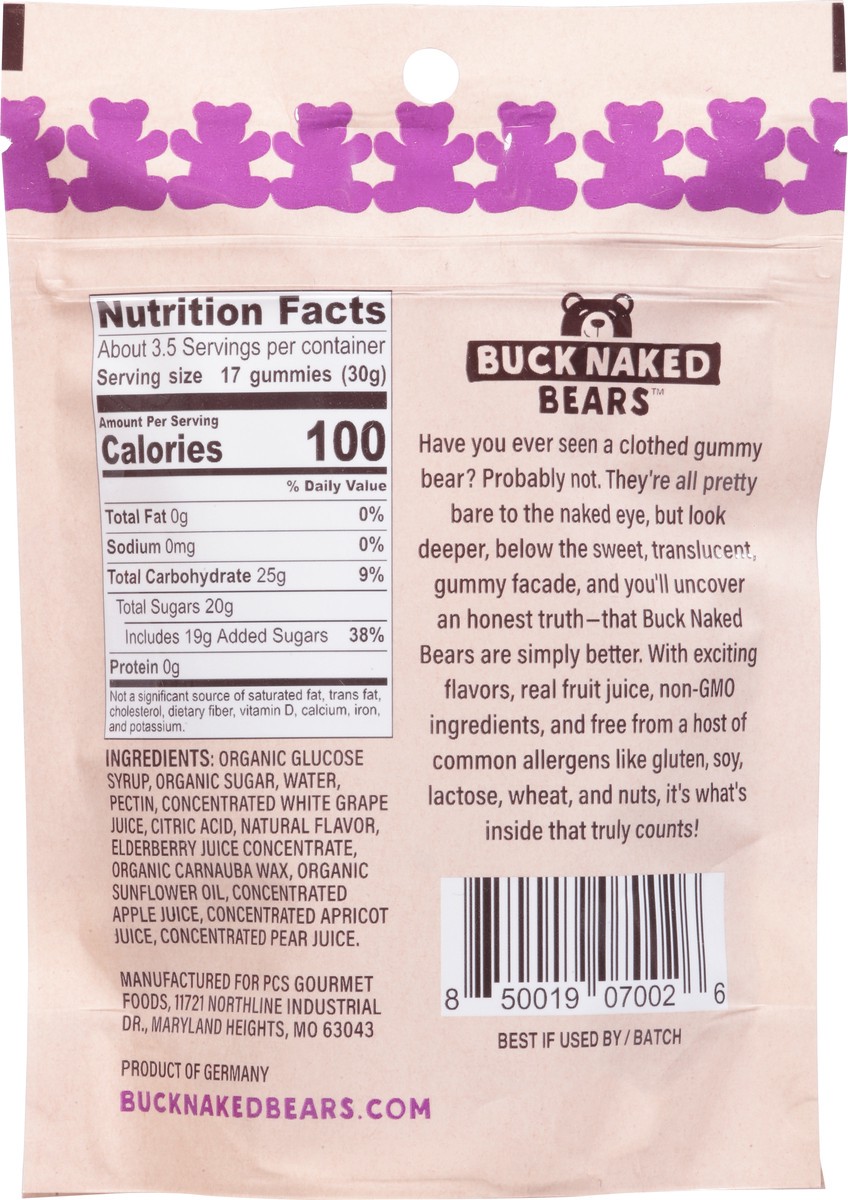 Nutrition Facts
About 3.5 Servings per container
Serving size 17 gummies (30g)
Amount Per Serving
Calories 100
% Daily Value
Total Fat 0g 0%
Sodium 0mg 0%
Total Carbohydrate 25g 9%
Total Sugars 20g
Includes 19g Added Sugars 38%
Protein 0g
Not a significant source of saturated fat, trans fat,
cholesterol, dietary fiber, vitamin D, calcium, iron,
and potassium.
INGREDIENTS: ORGANIC GLUCOSE
SYRUP, ORGANIC SUGAR, WATER,
PECTIN, CONCENTRATED WHITE GRAPE
JUICE, CITRIC ACID, NATURAL FLAVOR,
ELDERBERRY JUICE CONCENTRATE,
ORGANIC CARNAUBA WAX, ORGANIC
SUNFLOWER OIL, CONCENTRATED
APPLE JUICE, CONCENTRATED APRICOT
JUICE, CONCENTRATED PEAR JUICE.
MANUFACTURED FOR PCS GOURMET
FOODS, 11721 NORTHLINE INDUSTRIAL
DR., MARYLAND HEIGHTS, MO 63043
PRODUCT OF GERMANY
BUCKNAKEDBEARS.COM
BUCK NAKED
BEARS™
Have you ever seen a clothed gummy
bear? Probably not. They're all pretty
bare to the naked eye, but look
deeper, below the sweet, translucent,
gummy facade, and you'll uncover
an honest truth—that Buck Naked
Bears are simply better. With exciting
flavors, real fruit juice, non-GMO
ingredients, and free from a host of
common allergens like gluten, soy,
lactose, wheat, and nuts, it's what's
inside that truly counts!
8 50019 07002 6
BEST IF USED BY / BATCH